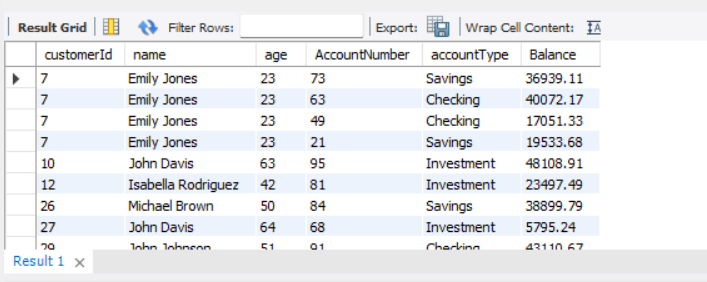 Result Grid Filter Rows: Export: Wrap Cell Content: IA
customerId name age AccountNumber accountType Balance
7 Emily Jones 23 73 Savings 36939.11
7 Emily Jones 23 63 Checking 40072.17
7 Emily Jones 23 49 Checking 17051.33
7 Emily Jones 23 21 Savings 19533.68
10 John Davis 63 95 Investment 48108.91
12 Isabella Rodriguez 42 81 Investment 23497.49
26 Michael Brown 50 84 Savings 38899.79
27 John Davis 64 68 Investment 5795.24
29 John Johnson 51 91 Checking 43110.67
Result 1